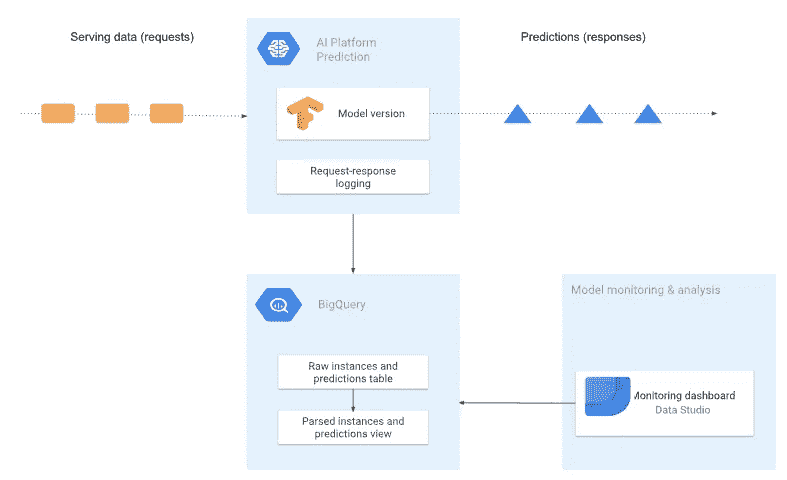 Serving data (requests)
AI Platform
Prediction
Predictions (responses)
Model version
Request-response
logging
BigQuery
Model monitoring & analysis
Raw instances and
predictions table
Parsed instances and
predictions view
Monitoring dashboard
Data Studio